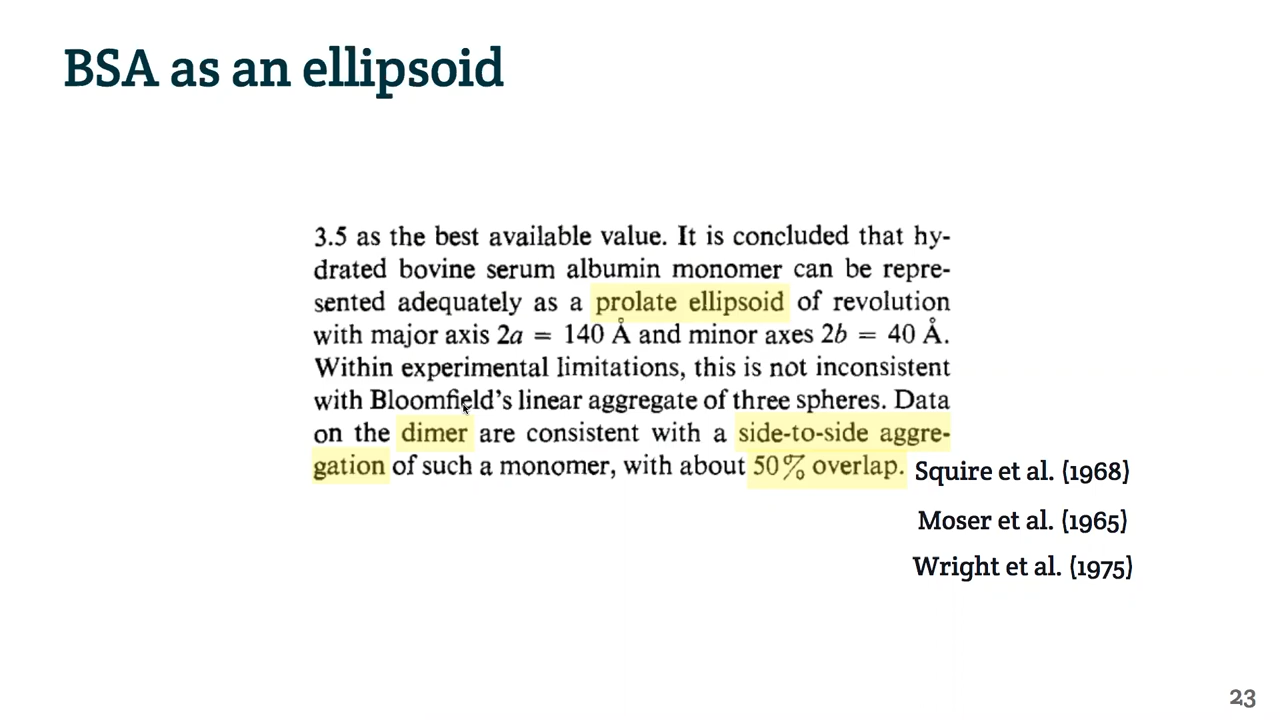 BSA as an ellipsoid
3.5 as the best available value. It is concluded that hy-
drated bovine serum albumin monomer can be repre-
sented adequately as a prolate ellipsoid of revolution
with major axis 2a = 140 Å and minor axes 2b = 40 Å.
Within experimental limitations, this is not inconsistent
with Bloomfield's linear aggregate of three spheres. Data
on the dimer are consistent with a side-to-side aggre-
gation of such a monomer, with about 50% overlap.
Squire et al. (1968)
Moser et al. (1965)
Wright et al. (1975)
23